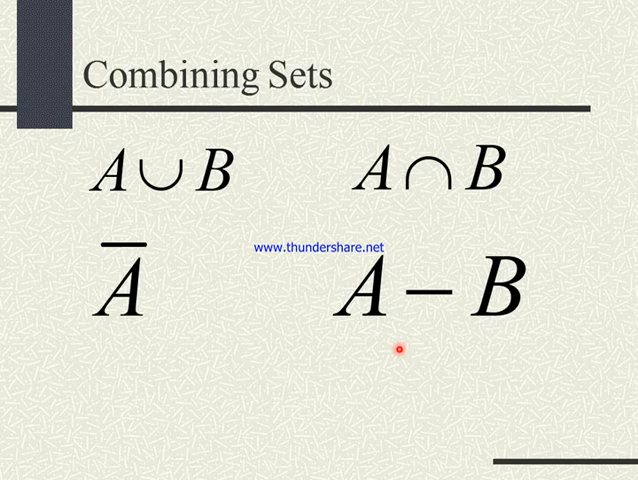 Combining Sets
A ∪ B
A ∩ B
www.thundershare.net
A̅
A − B